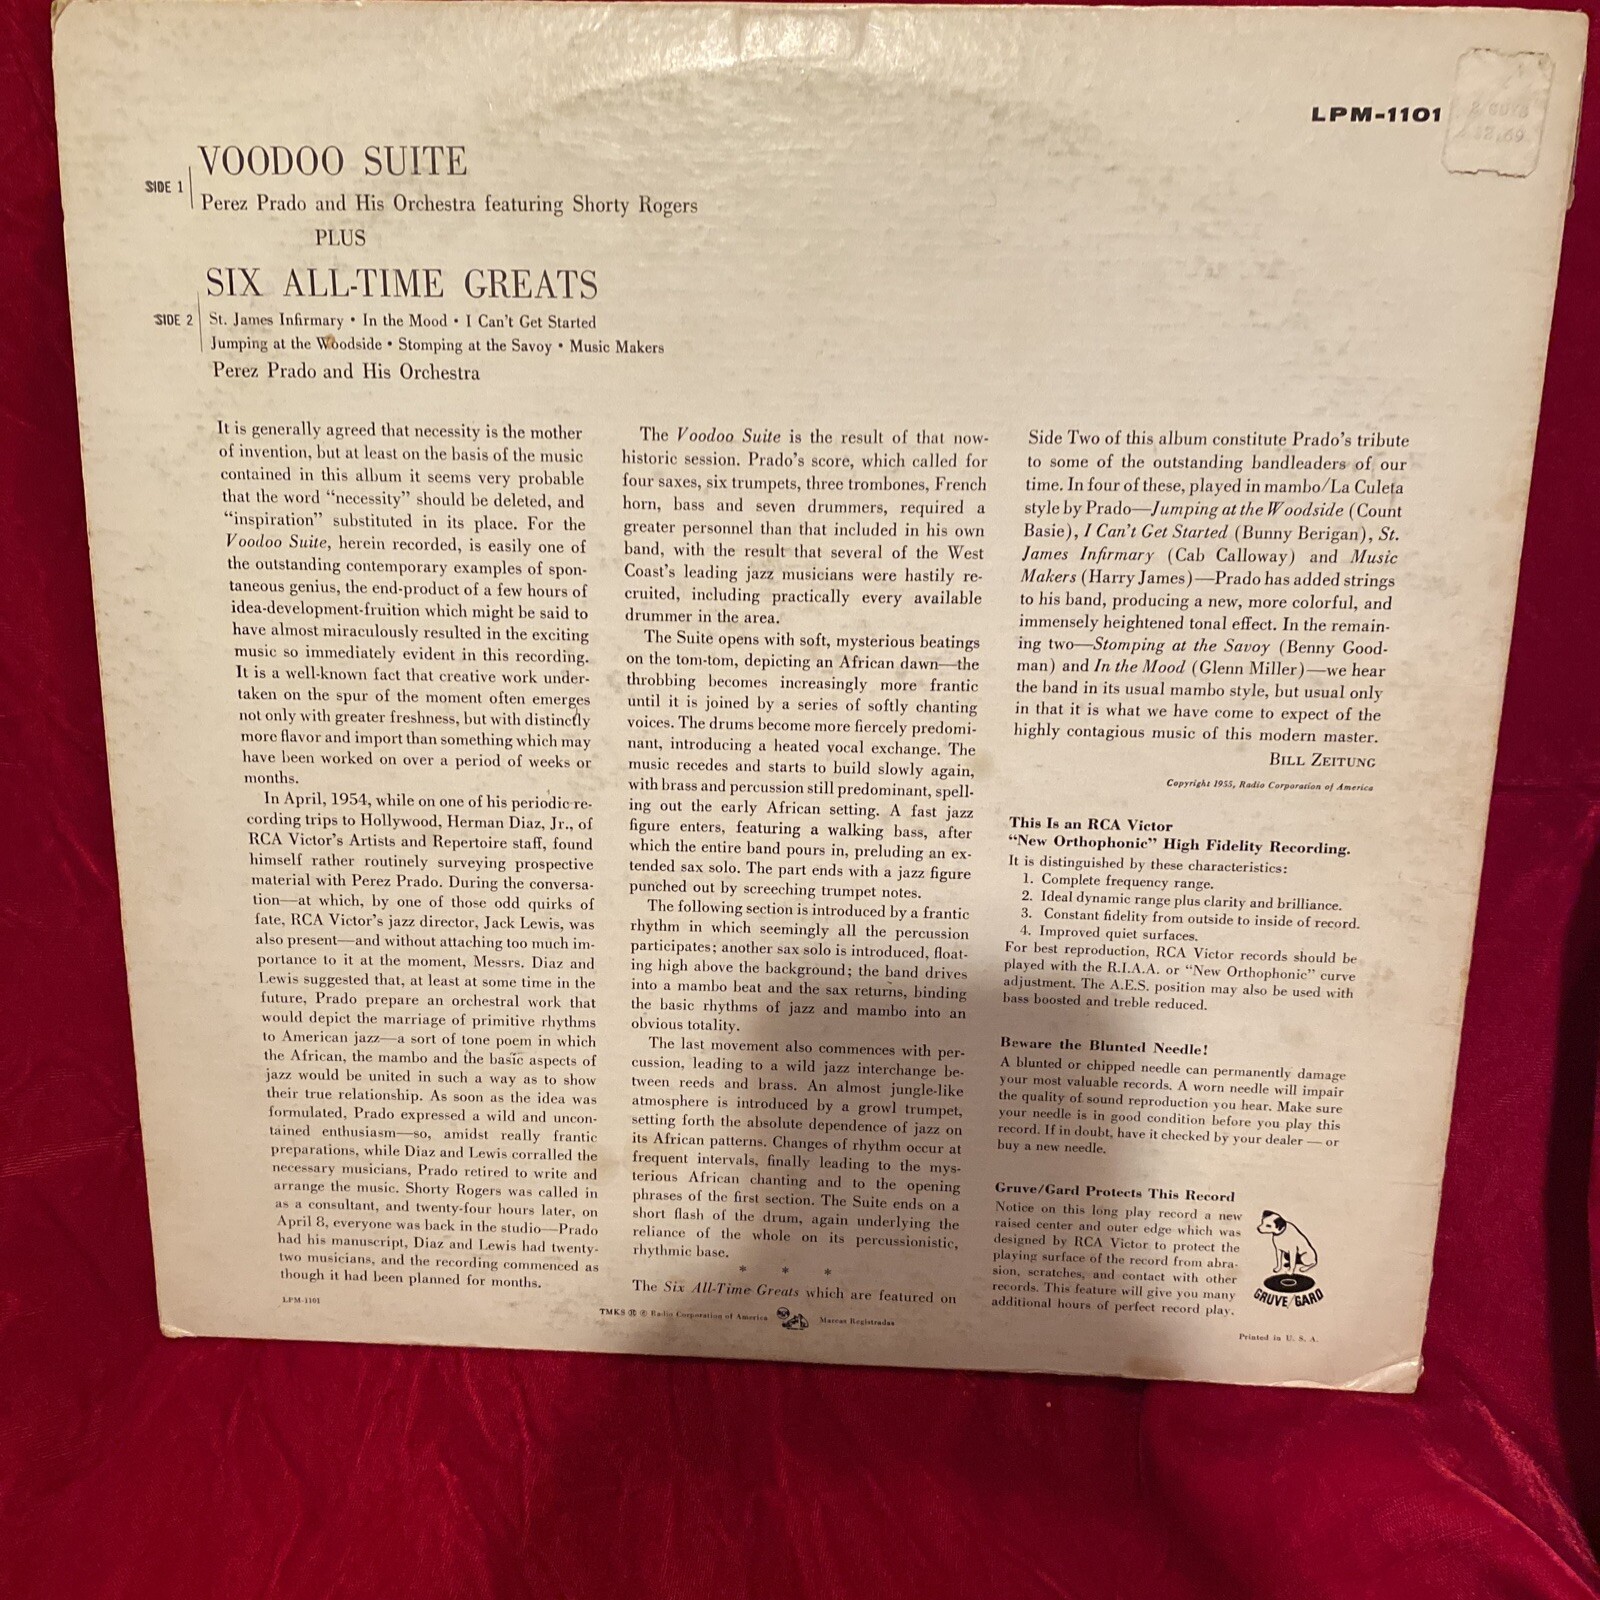 LPM-1101
2 GUYS
$2.69
VOODOO SUITE
SIDE 1
Perez Prado and His Orchestra featuring Shorty Rogers
PLUS
SIX ALL-TIME GREATS
SIDE 2
St. James Infirmary • In the Mood • I Can't Get Started
Jumping at the Woodside • Stomping at the Savoy • Music Makers
Perez Prado and His Orchestra
It is generally agreed that necessity is the mother
of invention, but at least on the basis of the music
contained in this album it seems very probable
that the word “necessity” should be deleted, and
“inspiration” substituted in its place. For the
Voodoo Suite, herein recorded, is easily one of
the outstanding contemporary examples of spon-
taneous genius, the end-product of a few hours of
idea-development-fruition which might be said to
have almost miraculously resulted in the exciting
music so immediately evident in this recording.
It is a well-known fact that creative work under-
taken on the spur of the moment often emerges
not only with greater freshness, but with distinctly
more flavor and import than something which may
have been worked on over a period of weeks or
months.
In April, 1954, while on one of his periodic re-
cording trips to Hollywood, Herman Diaz, Jr., of
RCA Victor's Artists and Repertoire staff, found
himself rather routinely surveying prospective
material with Perez Prado. During the conversa-
tion—at which, by one of those odd quirks of
fate, RCA Victor's jazz director, Jack Lewis, was
also present—and without attaching too much im-
portance to it at the moment, Messrs. Diaz and
Lewis suggested that, at least at some time in the
future, Prado prepare an orchestral work that
would depict the marriage of primitive rhythms
to American jazz—a sort of tone poem in which
the African, the mambo and the basic aspects of
jazz would be united in such a way as to show
their true relationship. As soon as the idea was
formulated, Prado expressed a wild and uncon-
tained enthusiasm—so, amidst really frantic
preparations, while Diaz and Lewis corralled the
necessary musicians, Prado retired to write and
arrange the music. Shorty Rogers was called in
as a consultant, and twenty-four hours later, on
April 8, everyone was back in the studio—Prado
had his manuscript, Diaz and Lewis had twenty-
two musicians, and the recording commenced as
though it had been planned for months.
LPM-1101
The Voodoo Suite is the result of that now-
historic session. Prado's score, which called for
four saxes, six trumpets, three trombones, French
horn, bass and seven drummers, required a
greater personnel than that included in his own
band, with the result that several of the West
Coast's leading jazz musicians were hastily re-
cruited, including practically every available
drummer in the area.
The Suite opens with soft, mysterious beatings
on the tom-tom, depicting an African dawn—the
throbbing becomes increasingly more frantic
until it is joined by a series of softly chanting
voices. The drums become more fiercely predomi-
nant, introducing a heated vocal exchange. The
music recedes and starts to build slowly again,
with brass and percussion still predominant, spell-
ing out the early African setting. A fast jazz
figure enters, featuring a walking bass, after
which the entire band pours in, preluding an ex-
tended sax solo. The part ends with a jazz figure
punched out by screeching trumpet notes.
The following section is introduced by a frantic
rhythm in which seemingly all the percussion
participates; another sax solo is introduced, float-
ing high above the background; the band drives
into a mambo beat and the sax returns, binding
the basic rhythms of jazz and mambo into an
obvious totality.
The last movement also commences with per-
cussion, leading to a wild jazz interchange be-
tween reeds and brass. An almost jungle-like
atmosphere is introduced by a growl trumpet,
setting forth the absolute dependence of jazz on
its African patterns. Changes of rhythm occur at
frequent intervals, finally leading to the mys-
terious African chanting and to the opening
phrases of the first section. The Suite ends on a
short flash of the drum, again underlying the
reliance of the whole on its percussionistic,
rhythmic base.
* * *
The Six All-Time Greats which are featured on
Side Two of this album constitute Prado's tribute
to some of the outstanding bandleaders of our
time. In four of these, played in mambo/La Culeta
style by Prado—Jumping at the Woodside (Count
Basie), I Can't Get Started (Bunny Berigan), St.
James Infirmary (Cab Calloway) and Music
Makers (Harry James)—Prado has added strings
to his band, producing a new, more colorful, and
immensely heightened tonal effect. In the remain-
ing two—Stomping at the Savoy (Benny Good-
man) and In the Mood (Glenn Miller)—we hear
the band in its usual mambo style, but usual only
in that it is what we have come to expect of the
highly contagious music of this modern master.
BILL ZEITUNG
Copyright 1955, Radio Corporation of America
This Is an RCA Victor
“New Orthophonic” High Fidelity Recording.
It is distinguished by these characteristics:
1. Complete frequency range.
2. Ideal dynamic range plus clarity and brilliance.
3. Constant fidelity from outside to inside of record.
4. Improved quiet surfaces.
For best reproduction, RCA Victor records should be
played with the R.I.A.A. or “New Orthophonic” curve
adjustment. The A.E.S. position may also be used with
bass boosted and treble reduced.
Beware the Blunted Needle!
A blunted or chipped needle can permanently damage
your most valuable records. A worn needle will impair
the quality of sound reproduction you hear. Make sure
your needle is in good condition before you play this
record. If in doubt, have it checked by your dealer — or
buy a new needle.
Gruve/Gard Protects This Record
Notice on this long play record a new
raised center and outer edge which was
designed by RCA Victor to protect the
playing surface of the record from abra-
sion, scratches, and contact with other
records. This feature will give you many
additional hours of perfect record play.
GRUVE/GARD
TMKS ® ® Radio Corporation of America
Marcas Registradas
Printed in U. S. A.